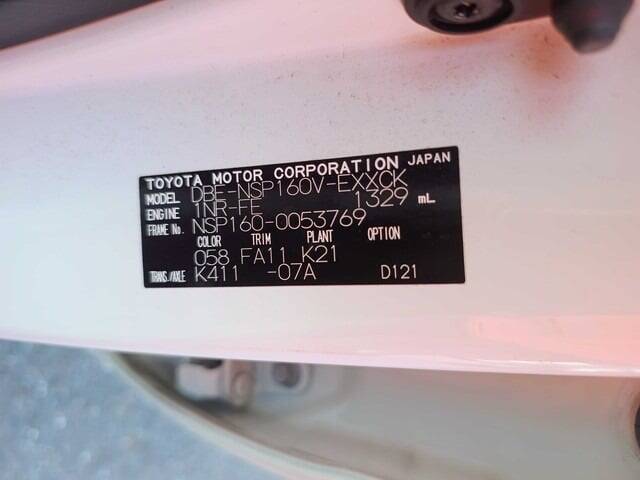 TOYOTA MOTOR CORPORATION JAPAN
MODEL DBE-NSP160V-EXXCK
ENGINE 1NR-FE 1329 mL
FRAME No. NSP160-0053769
COLOR TRIM PLANT OPTION
058 FA11 K21
TRANS./AXLE K411 -07A D121